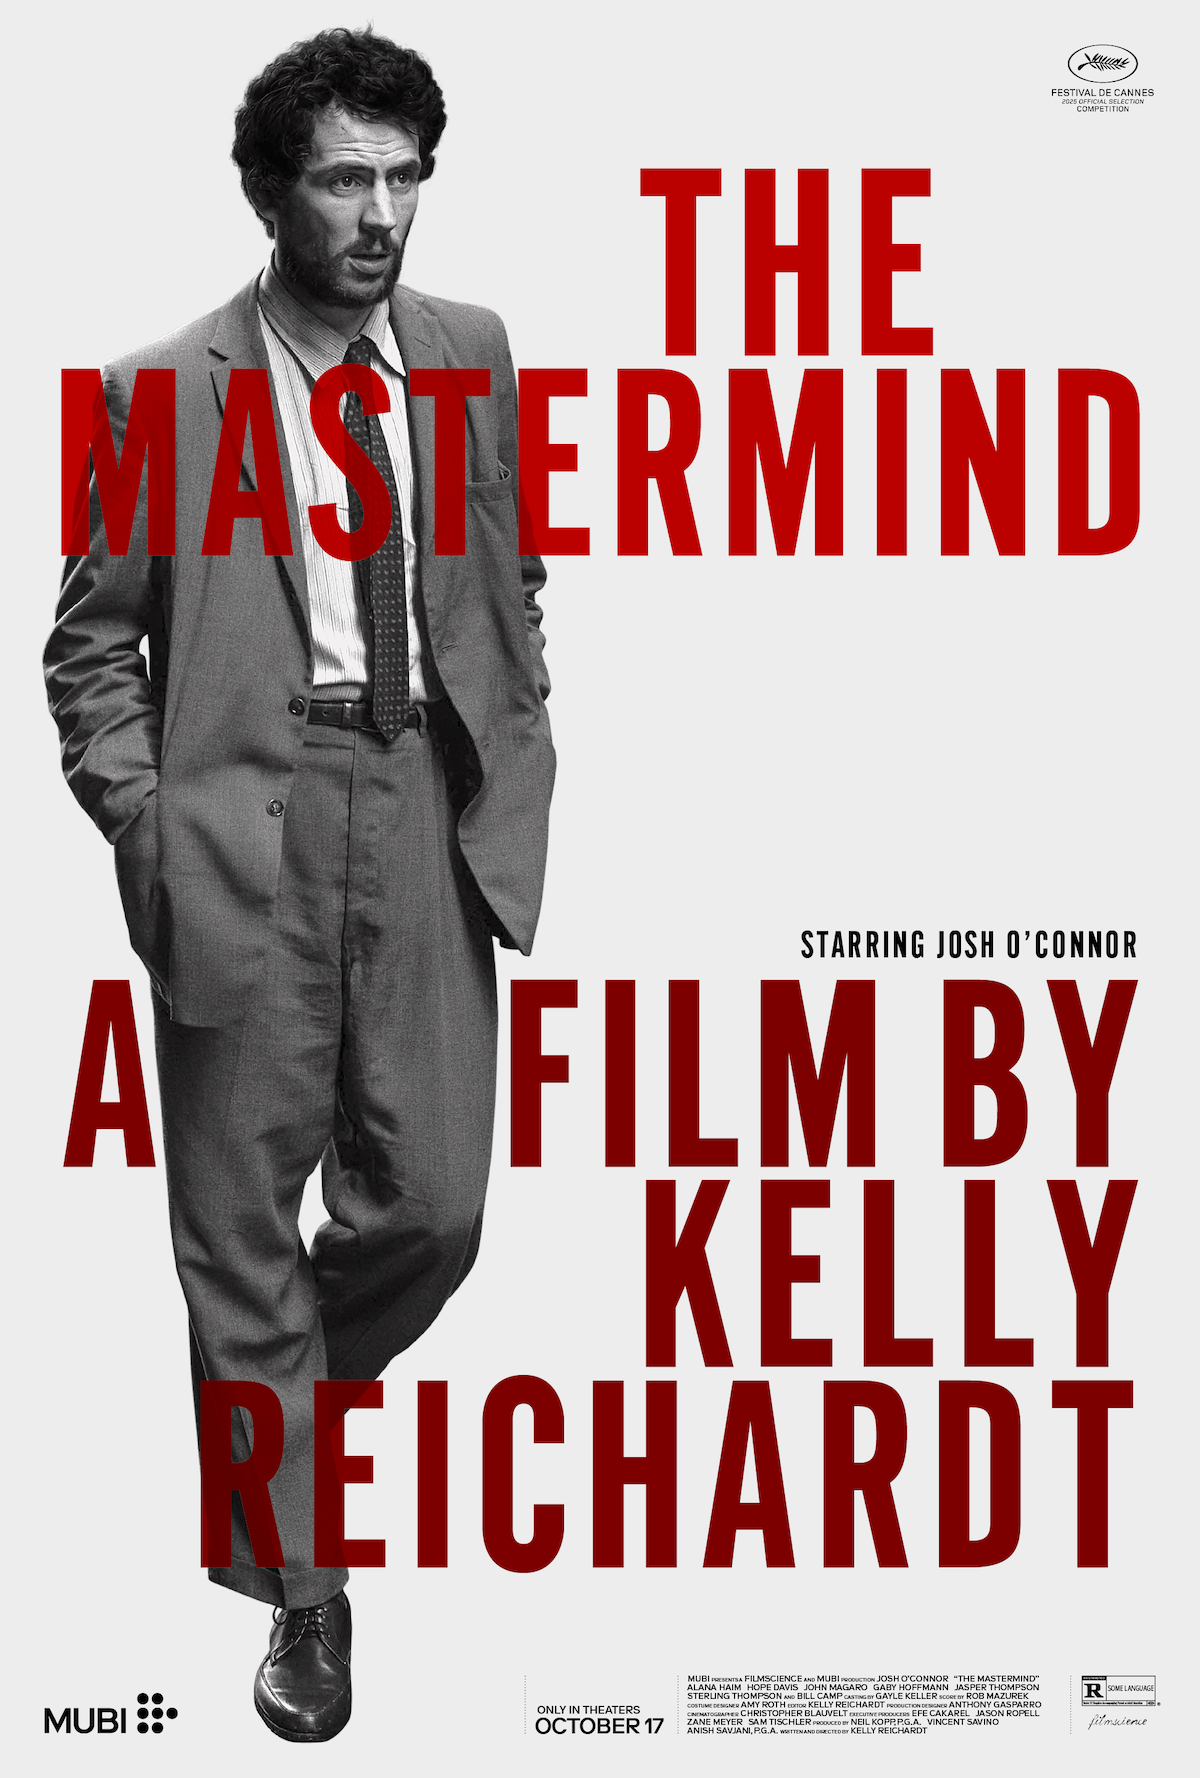 FESTIVAL DE CANNES
2025 OFFICIAL SELECTION
COMPETITION
THE
MASTERMIND
STARRING JOSH O’CONNOR
A FILM BY
KELLY
REICHARDT
MUBI
ONLY IN THEATERS
OCTOBER 17
MUBI PRESENTS A FILMSCIENCE AND MUBI PRODUCTION JOSH O’CONNOR “THE MASTERMIND”
ALANA HAIM HOPE DAVIS JOHN MAGARO GABY HOFFMANN JASPER THOMPSON
STERLING THOMPSON AND BILL CAMP CASTING BY GAYLE KELLER SCORE BY ROB MAZUREK
COSTUME DESIGNER AMY ROTH EDITOR KELLY REICHARDT PRODUCTION DESIGNER ANTHONY GASPARRO
CINEMATOGRAPHER CHRISTOPHER BLAUVELT EXECUTIVE PRODUCERS EFE CAKAREL JASON ROPELL
ZANE MEYER SAM TISCHLER PRODUCED BY NEIL KOPP, P.G.A. VINCENT SAVINO
ANISH SAVJANI, P.G.A. WRITTEN AND DIRECTED BY KELLY REICHARDT
R SOME LANGUAGE
filmscience